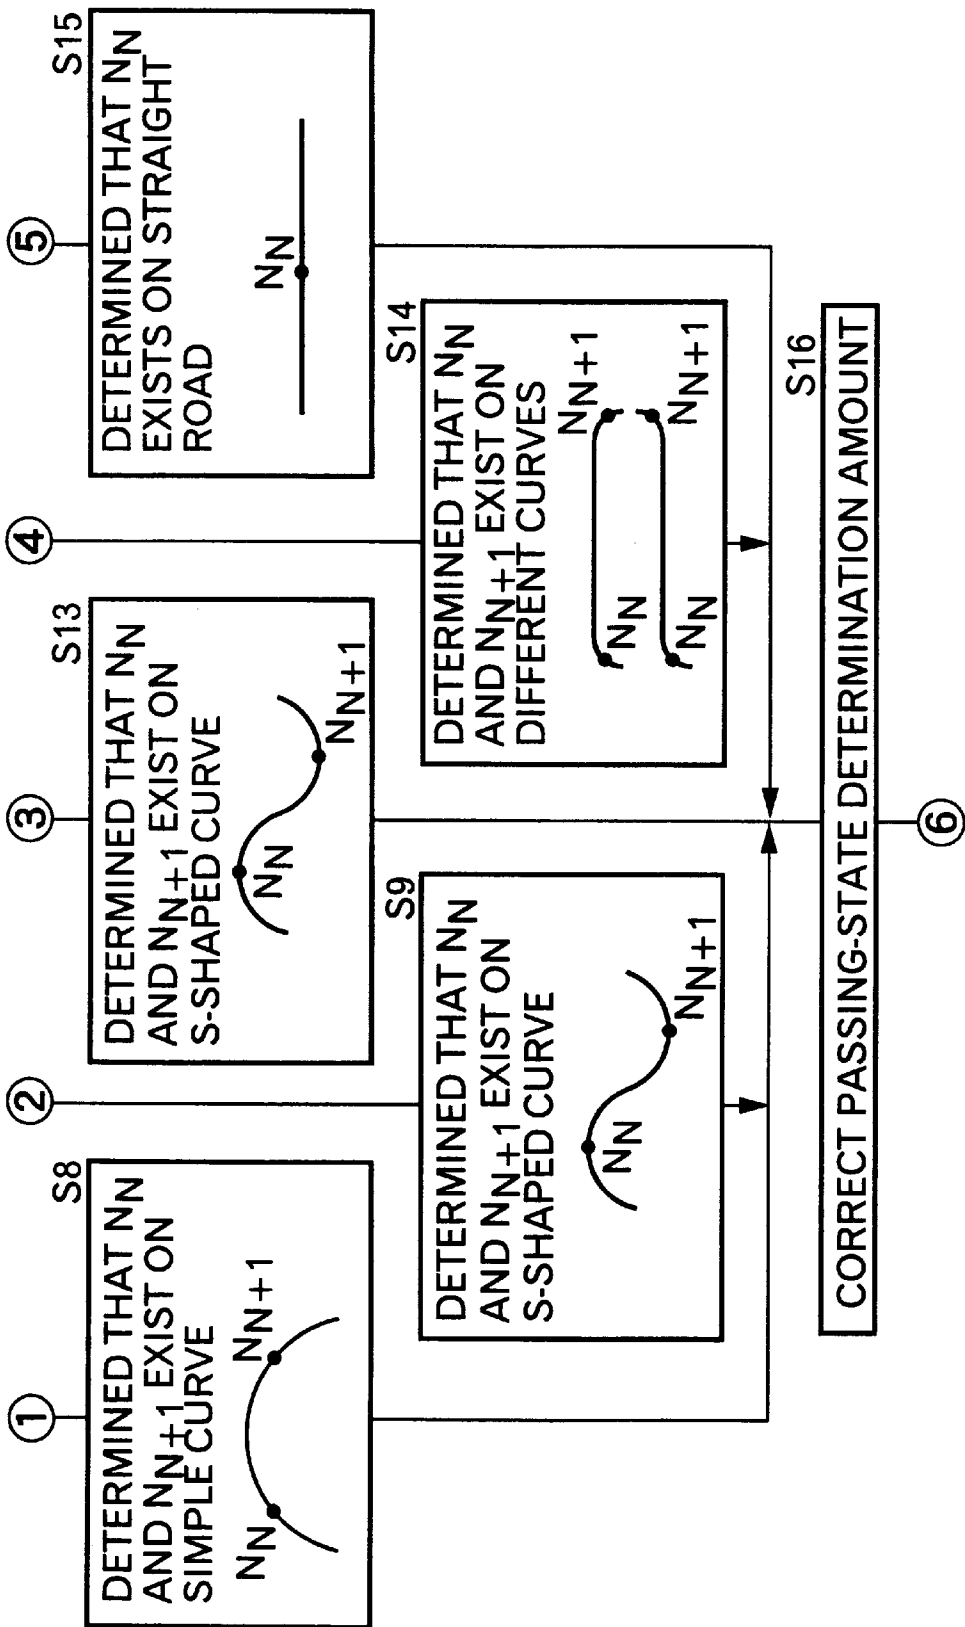 ①
②
③
④
⑤
S8
DETERMINED THAT NN
AND NN+1 EXIST ON
SIMPLE CURVE
NN
NN+1
S13
DETERMINED THAT NN
AND NN+1 EXIST ON
S-SHAPED CURVE
NN
NN+1
S15
DETERMINED THAT NN
EXISTS ON STRAIGHT
ROAD
NN
S9
DETERMINED THAT NN
AND NN+1 EXIST ON
S-SHAPED CURVE
NN
NN+1
S14
DETERMINED THAT NN
AND NN+1 EXIST ON
DIFFERENT CURVES
NN
NN+1
NN
NN+1
S16
CORRECT PASSING-STATE DETERMINATION AMOUNT
⑥